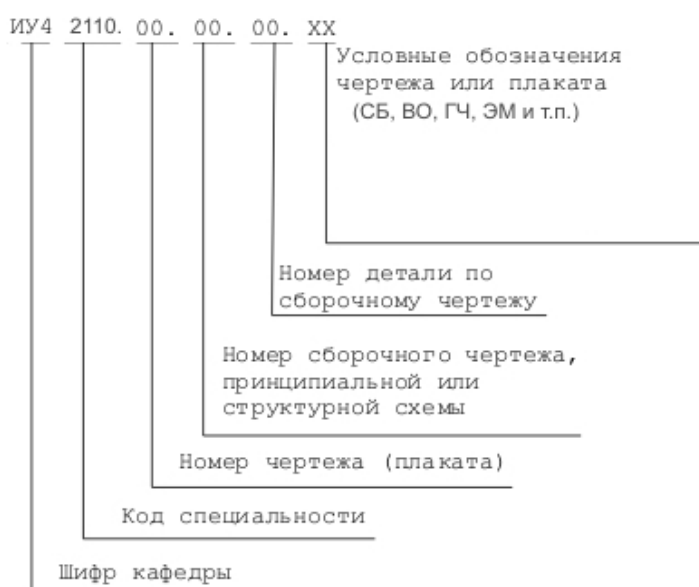 ИУ4 2110. 00. 00. 00. XX
Условные обозначения
чертежа или плаката
(СБ, ВО, ГЧ, ЭМ и т.п.)
Номер детали по
сборочному чертежу
Номер сборочного чертежа,
принципиальной или
структурной схемы
Номер чертежа (плаката)
Код специальности
Шифр кафедры